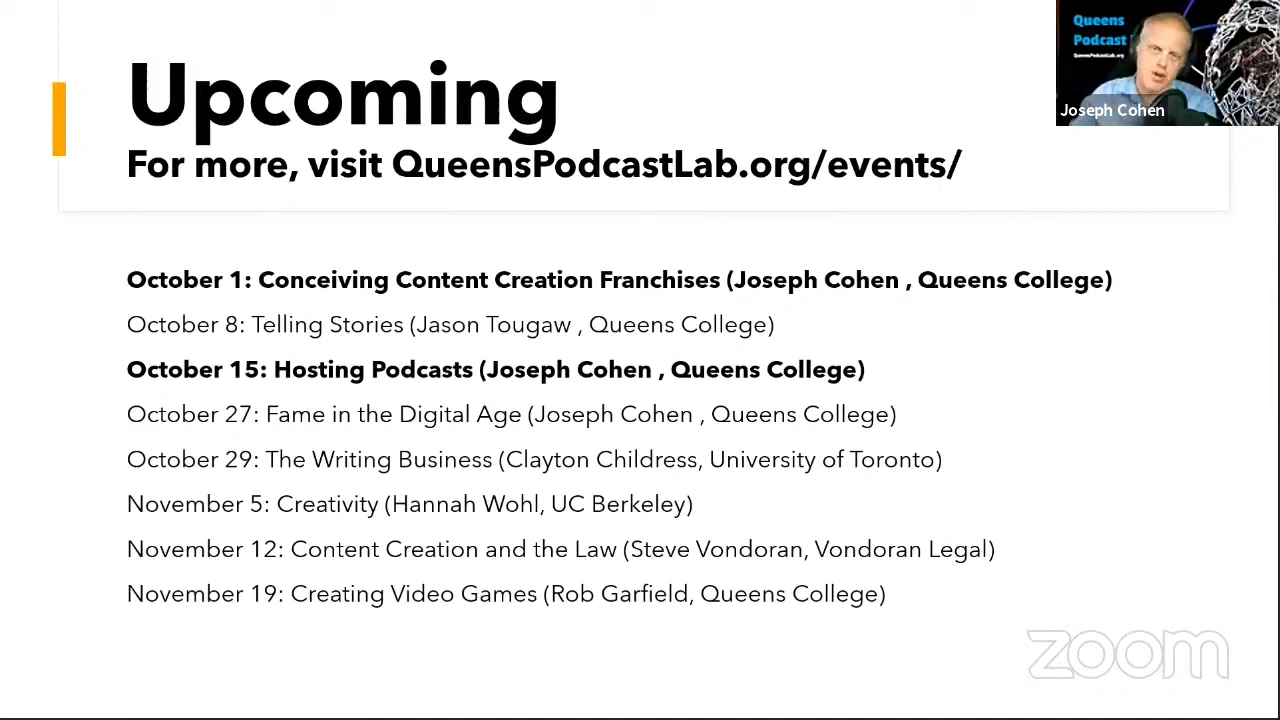 Upcoming
For more, visit QueensPodcastLab.org/events/
Queens
Podcast
QueensPodcastLab.org
Joseph Cohen
October 1: Conceiving Content Creation Franchises (Joseph Cohen , Queens College)
October 8: Telling Stories (Jason Tougaw , Queens College)
October 15: Hosting Podcasts (Joseph Cohen , Queens College)
October 27: Fame in the Digital Age (Joseph Cohen , Queens College)
October 29: The Writing Business (Clayton Childress, University of Toronto)
November 5: Creativity (Hannah Wohl, UC Berkeley)
November 12: Content Creation and the Law (Steve Vondoran, Vondoran Legal)
November 19: Creating Video Games (Rob Garfield, Queens College)
zoom